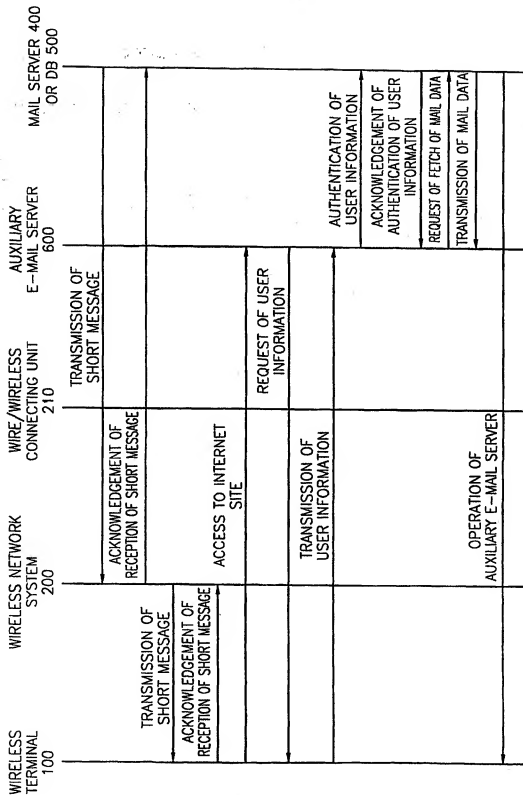 WIRELESS
TERMINAL
100
WIRELESS NETWORK
SYSTEM
200
WIRE/WIRELESS
CONNECTING UNIT
210
AUXILIARY
E-MAIL SERVER
600
MAIL SERVER 400
OR DB 500
TRANSMISSION OF
SHORT MESSAGE
ACKNOWLEDGEMENT OF
RECEPTION OF SHORT MESSAGE
TRANSMISSION OF
SHORT MESSAGE
ACKNOWLEDGEMENT OF
RECEPTION OF SHORT MESSAGE
ACCESS TO INTERNET
SITE
REQUEST OF USER
INFORMATION
TRANSMISSION OF
USER INFORMATION
AUTHENTICATION OF
USER INFORMATION
ACKNOWLEDGEMENT OF
AUTHENTICATION OF USER
INFORMATION
REQUEST OF FETCH OF MAIL DATA
TRANSMISSION OF MAIL DATA
OPERATION OF
AUXILIARY E-MAIL SERVER